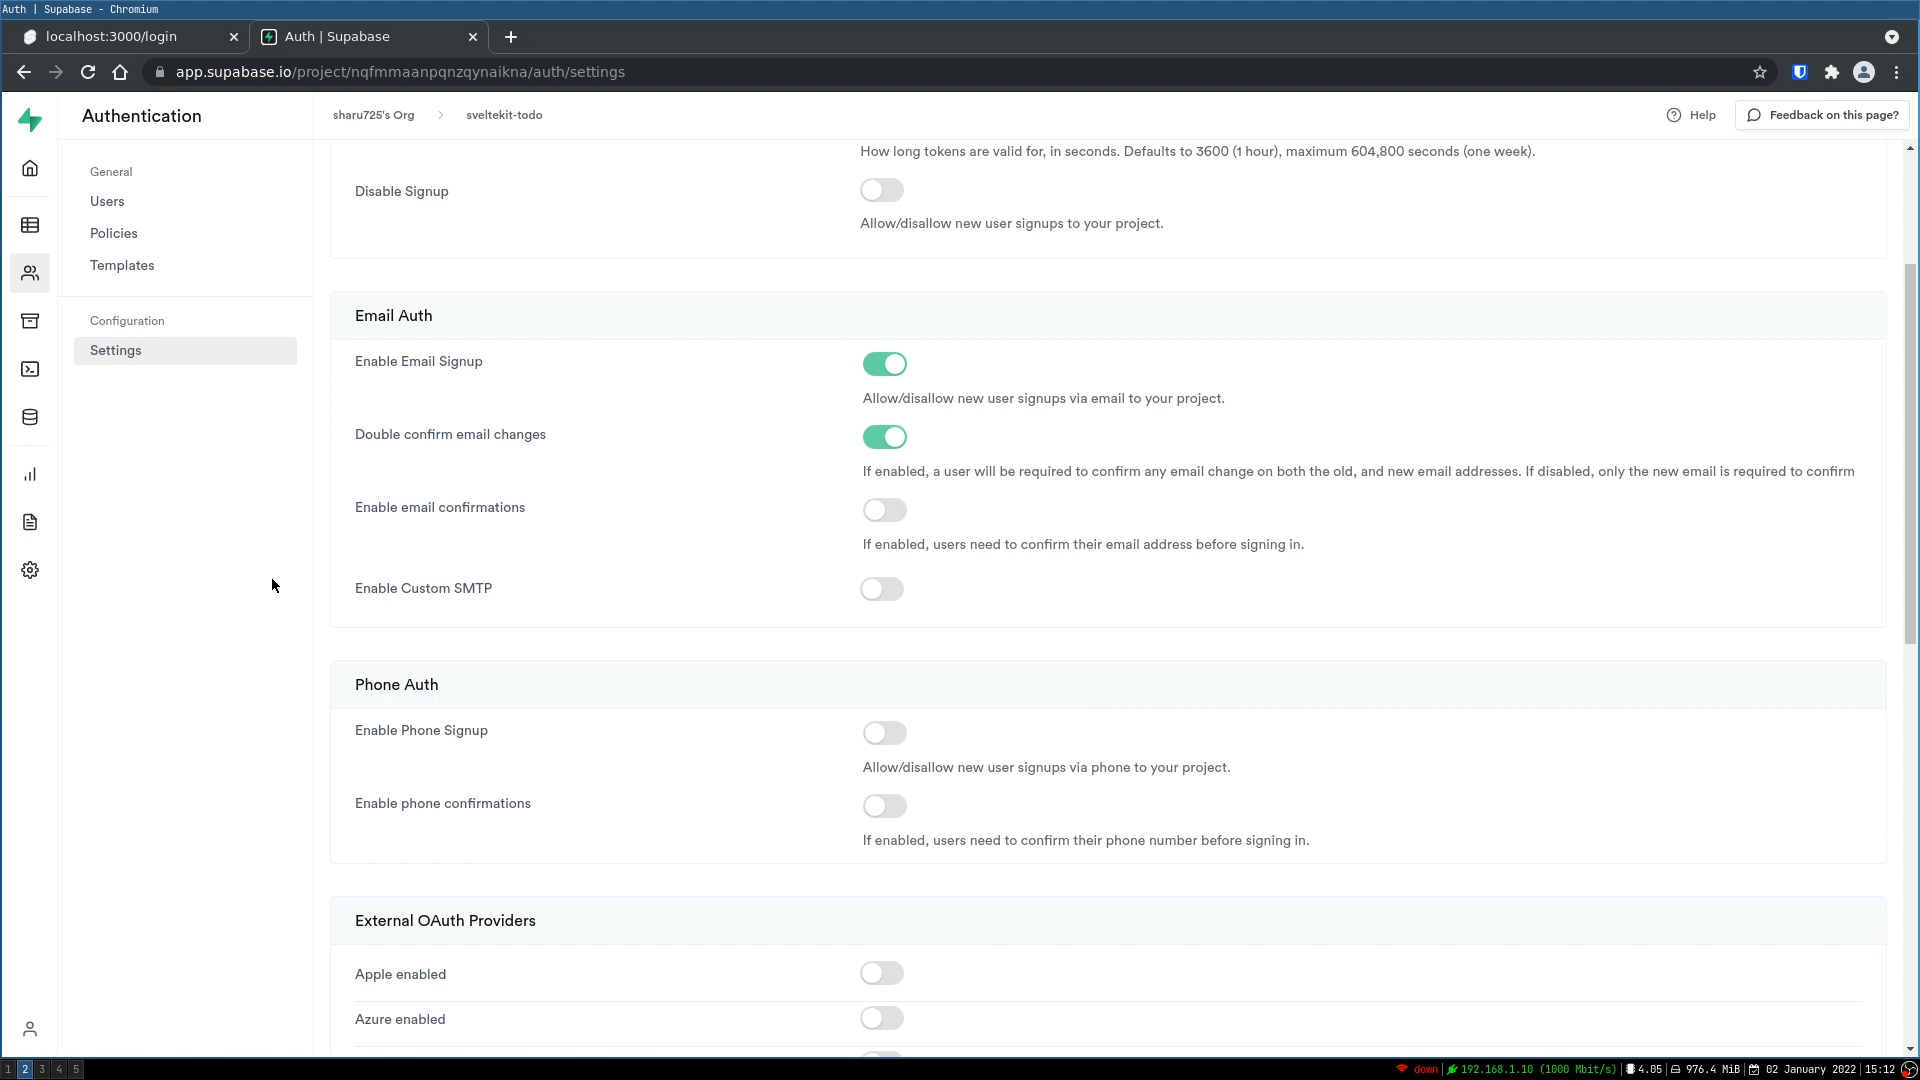 Auth | Supabase - Chromium
localhost:3000/login
Auth | Supabase
app.supabase.io/project/nqfmmaanpqnzqynaikna/auth/settings
Authentication
sharu725's Org
sveltekit-todo
Help
Feedback on this page?
General
Users
Policies
Templates
Configuration
Settings
How long tokens are valid for, in seconds. Defaults to 3600 (1 hour), maximum 604,800 seconds (one week).
Disable Signup
Allow/disallow new user signups to your project.
Email Auth
Enable Email Signup
Allow/disallow new user signups via email to your project.
Double confirm email changes
If enabled, a user will be required to confirm any email change on both the old, and new email addresses. If disabled, only the new email is required to confirm
Enable email confirmations
If enabled, users need to confirm their email address before signing in.
Enable Custom SMTP
Phone Auth
Enable Phone Signup
Allow/disallow new user signups via phone to your project.
Enable phone confirmations
If enabled, users need to confirm their phone number before signing in.
External OAuth Providers
Apple enabled
Azure enabled
1 2 3 4 5
down | 192.168.1.10 (1000 Mbit/s) | 4.05 | 976.4 MiB | 02 January 2022 | 15:12